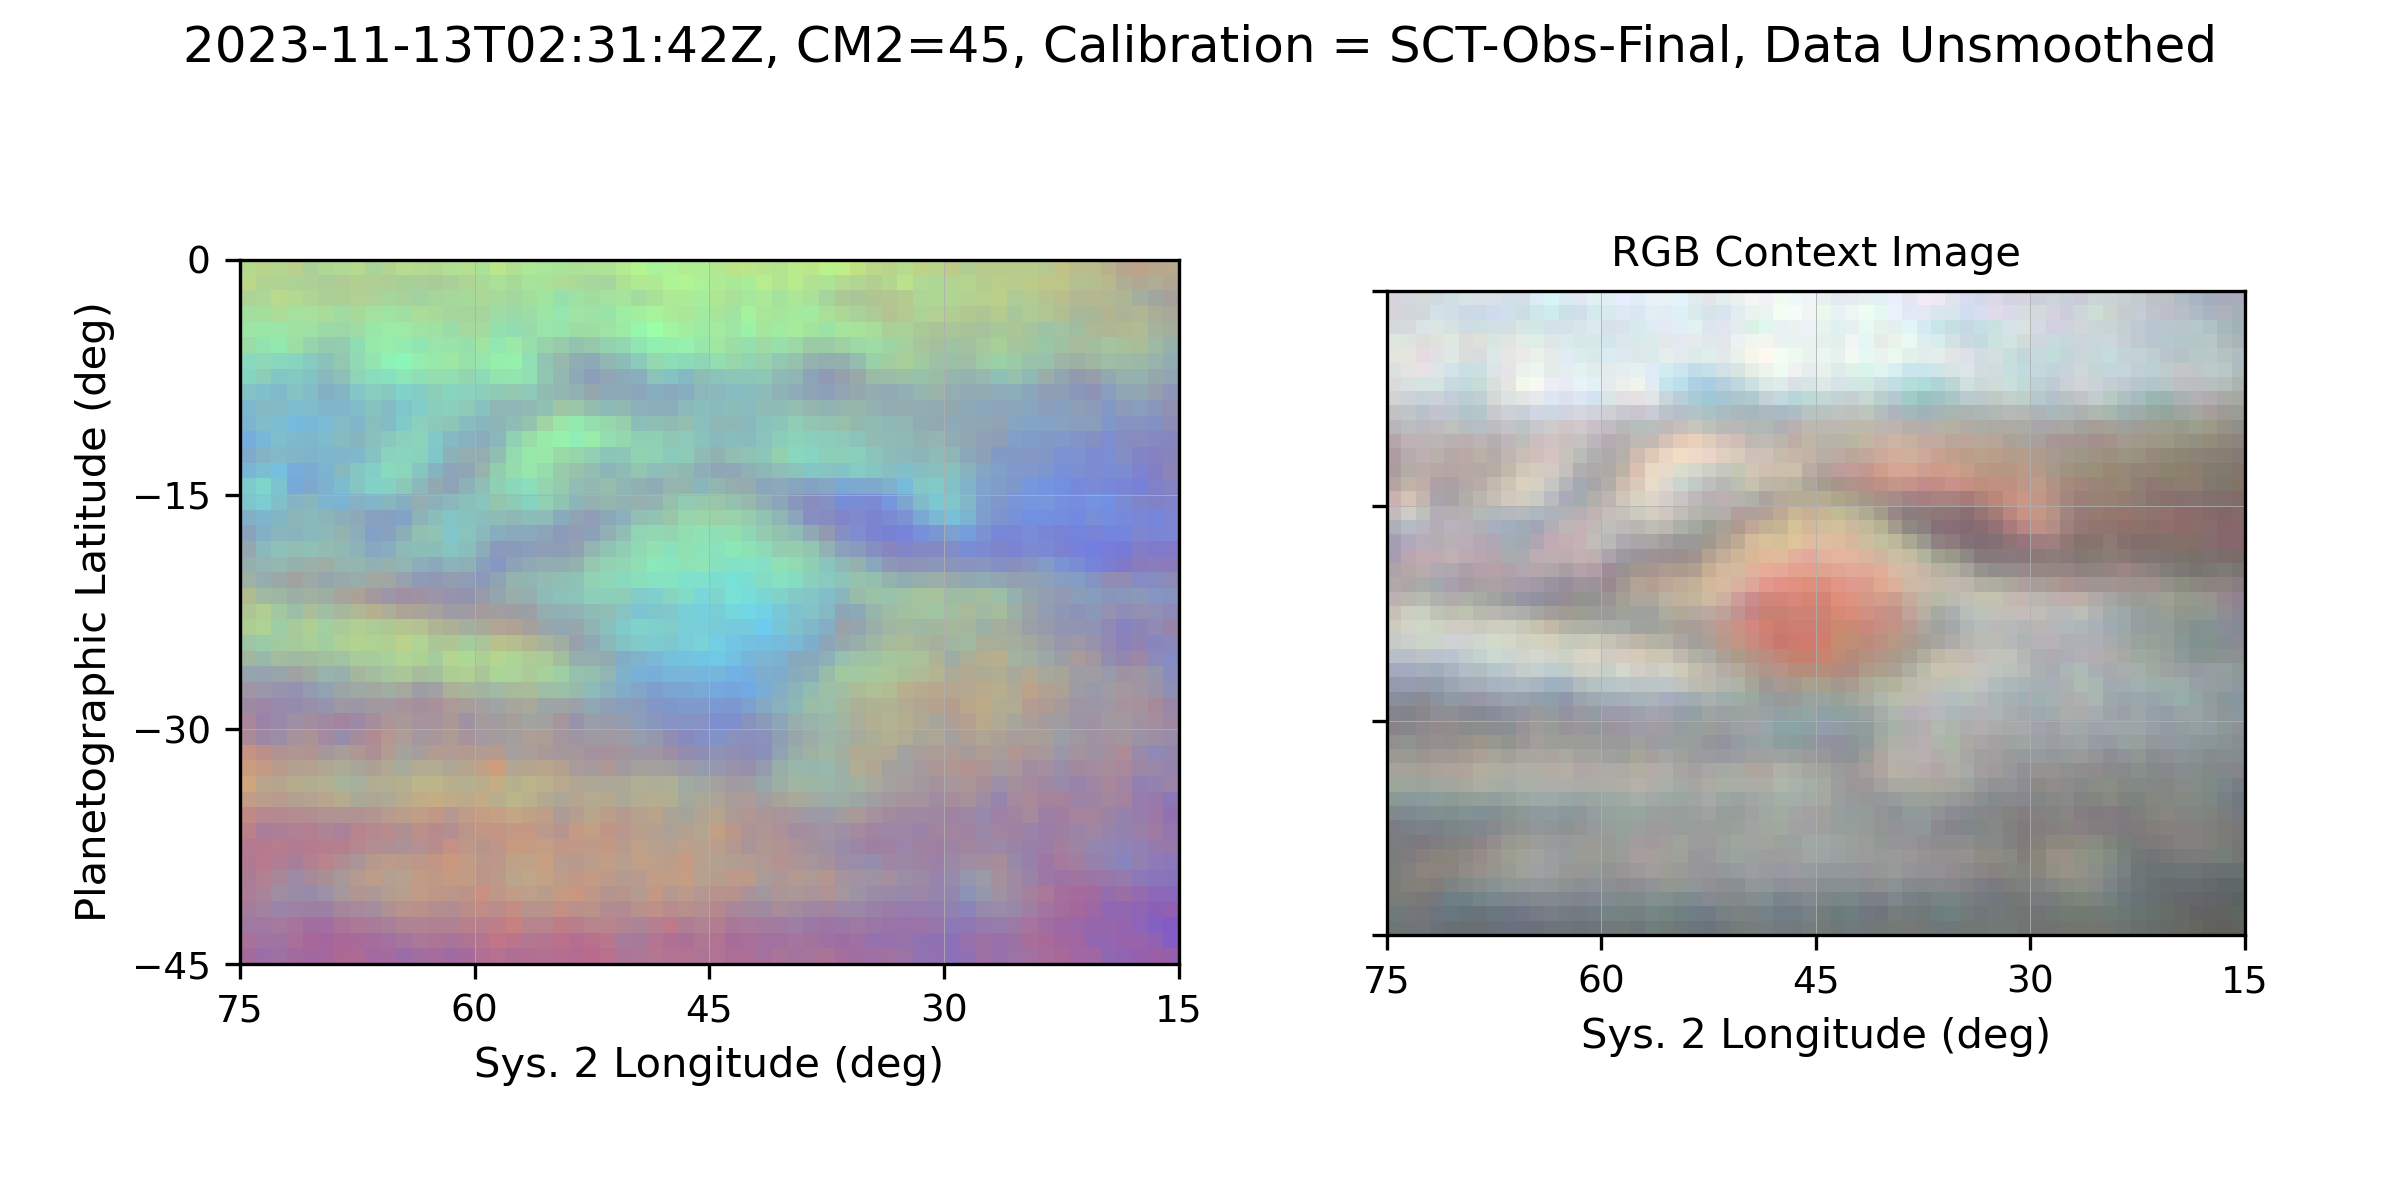 2023-11-13T02:31:42Z, CM2=45, Calibration = SCT-Obs-Final, Data Unsmoothed
Planetographic Latitude (deg)
0
−15
−30
−45
75 60 45 30 15
Sys. 2 Longitude (deg)
RGB Context Image
75 60 45 30 15
Sys. 2 Longitude (deg)